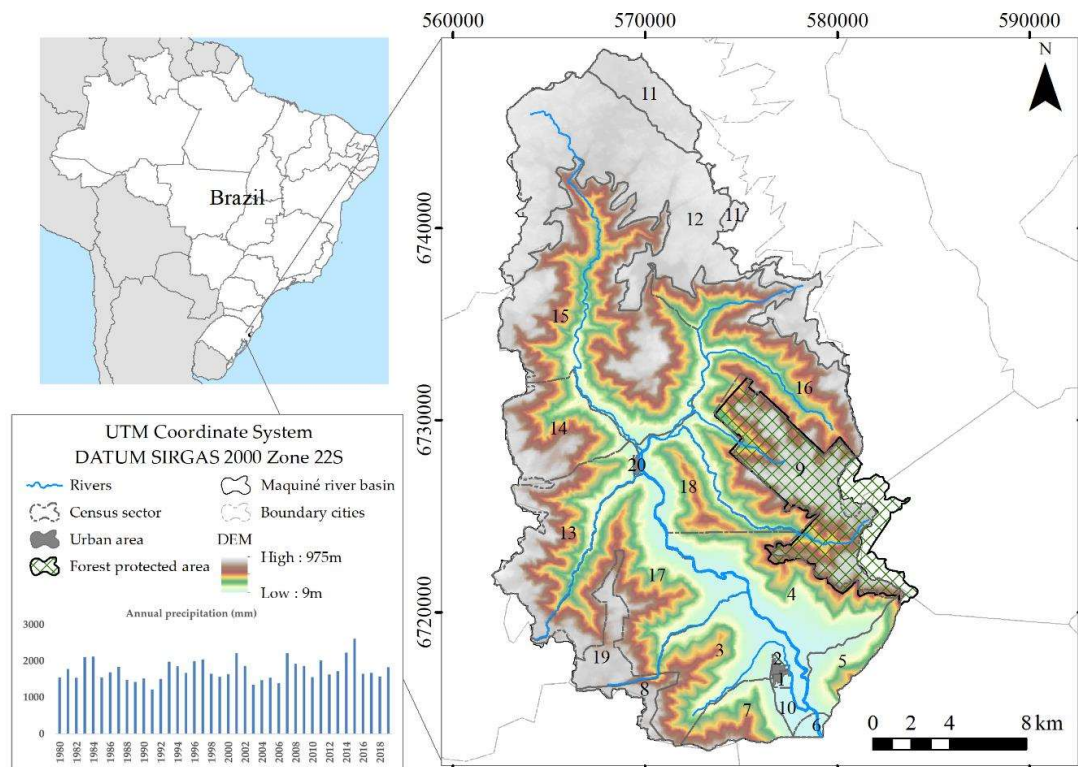 560000 570000 580000 590000
N
Brazil
6740000
6730000
6720000
11
12
11
15
16
14
9
20
18
13
17
4
3
5
19
2
1
8
7
10
6
0 2 4 8 km
UTM Coordinate System
DATUM SIRGAS 2000 Zone 22S
Rivers
Maquiné river basin
Census sector
Boundary cities
Urban area
DEM
Forest protected area
High : 975m
Low : 9m
Annual precipitation (mm)
3000
2000
1000
0
1980 1982 1984 1986 1988 1990 1992 1994 1996 1998 2000 2002 2004 2006 2008 2010 2012 2014 2016 2018